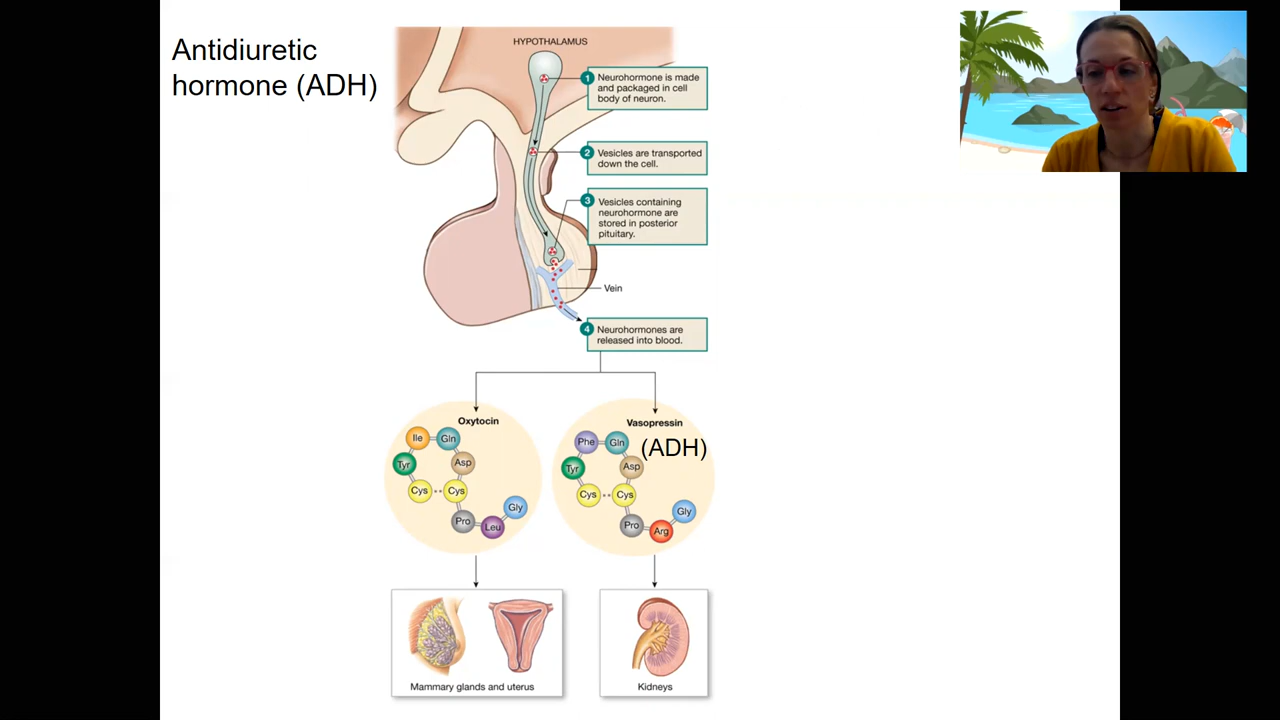 Antidiuretic
hormone (ADH)
HYPOTHALAMUS
1 Neurohormone is made
and packaged in cell
body of neuron.
2 Vesicles are transported
down the cell.
3 Vesicles containing
neurohormone are
stored in posterior
pituitary.
Vein
4 Neurohormones are
released into blood.
Oxytocin
Ile Gln
Tyr Asp
Cys Cys
Pro Leu Gly
Vasopressin
(ADH)
Phe Gln
Tyr Asp
Cys Cys
Pro Arg Gly
Mammary glands and uterus
Kidneys